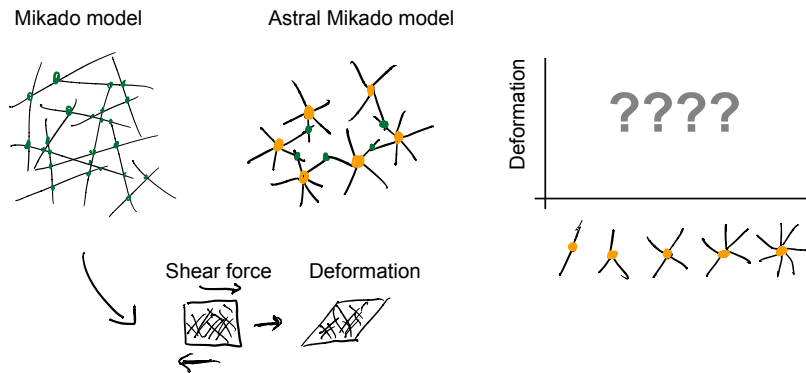 Mikado model
Astral Mikado model
Deformation
????
Shear force
Deformation